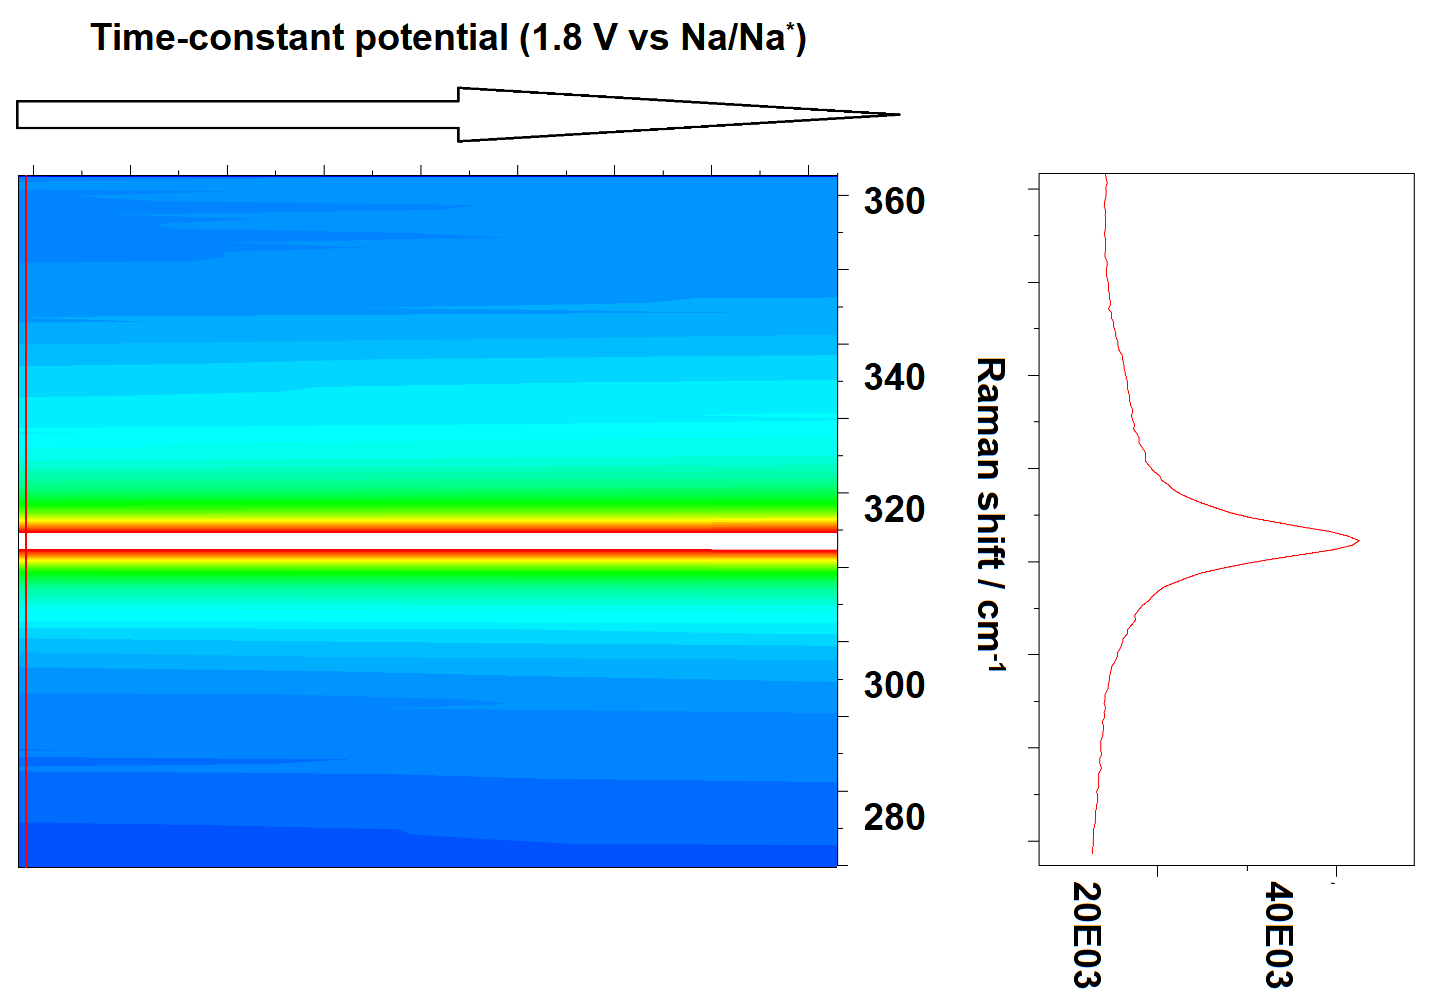 Time-constant potential (1.8 V vs Na/Na*)
360
340
320
300
280
Raman shift / cm-1
20E03
40E03